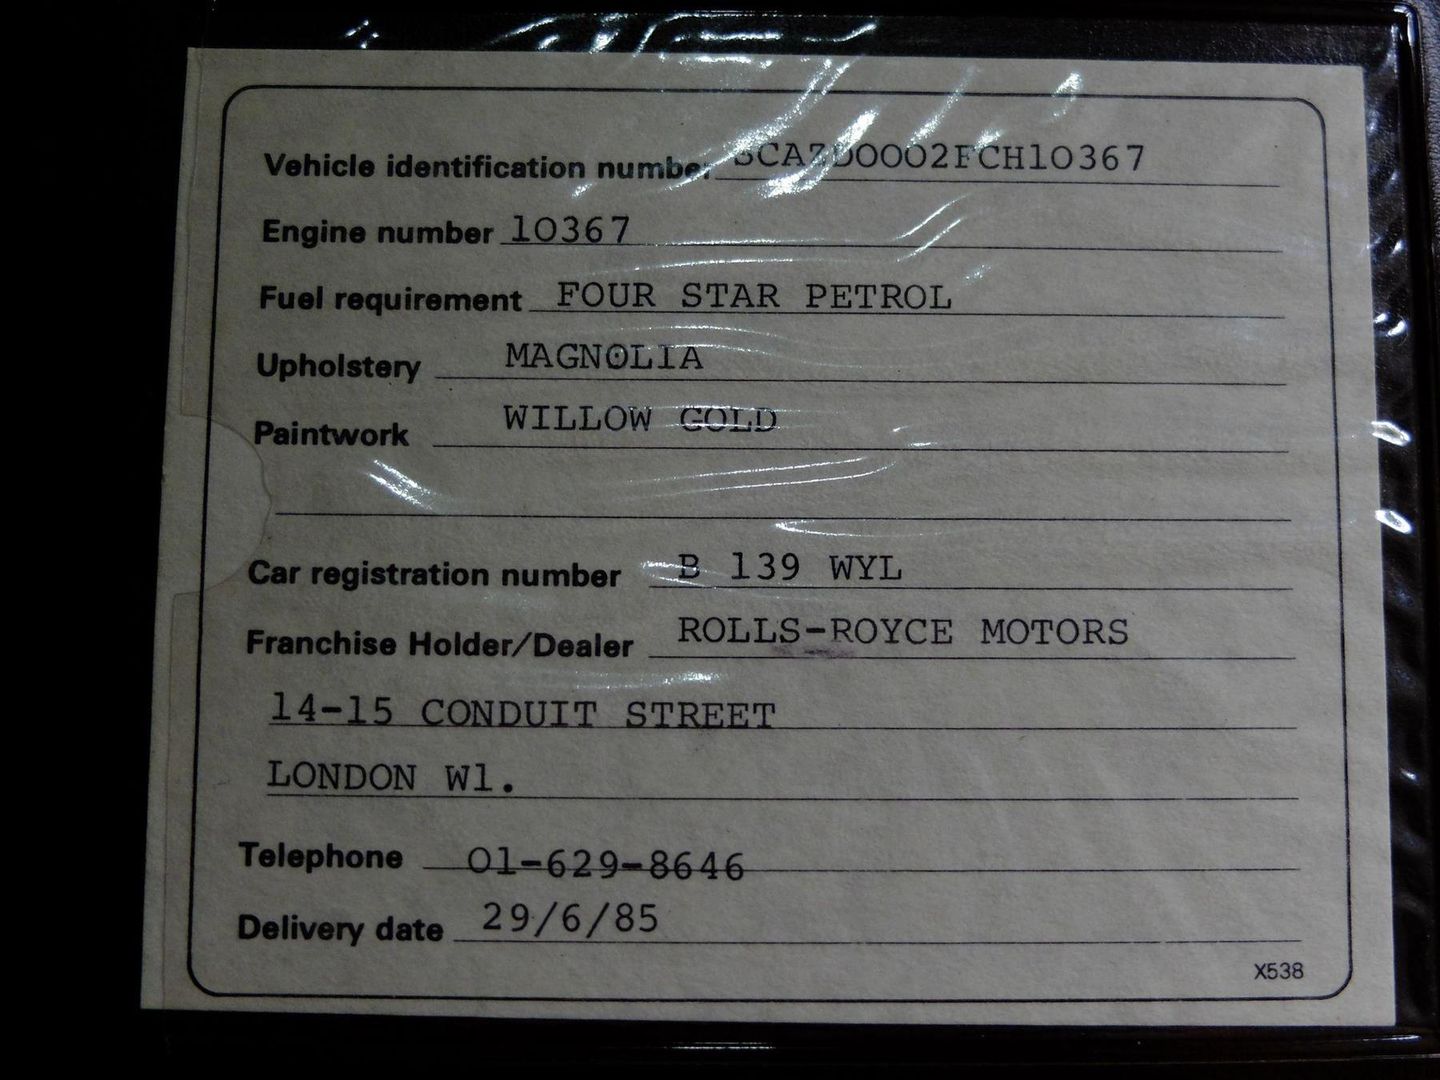 Vehicle identification number SCAZD0002FCH10367
Engine number 10367
Fuel requirement FOUR STAR PETROL
Upholstery MAGNOLIA
Paintwork WILLOW GOLD
Car registration number B 139 WYL
Franchise Holder/Dealer ROLLS-ROYCE MOTORS
14-15 CONDUIT STREET
LONDON W1.
Telephone 01-629-8646
Delivery date 29/6/85
X538